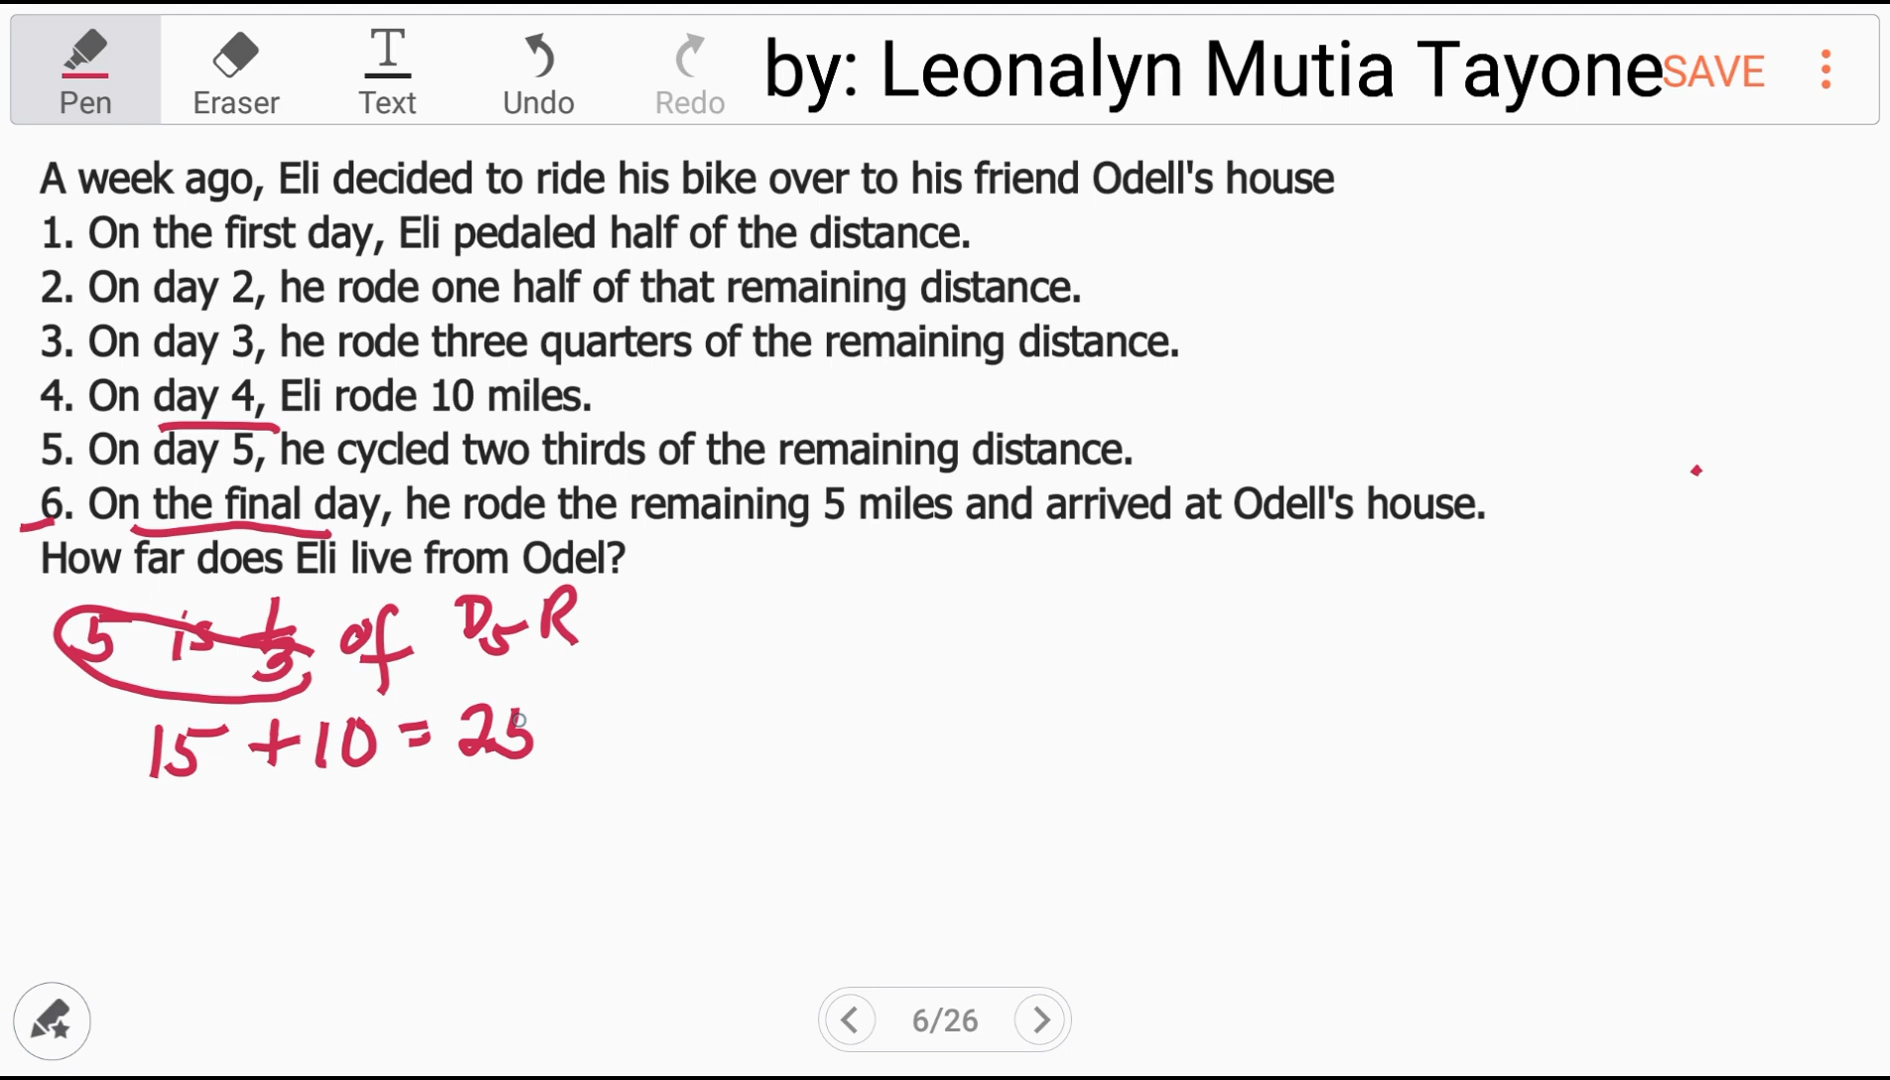 Pen Eraser Text Undo Redo by: Leonalyn Mutia Tayone SAVE
A week ago, Eli decided to ride his bike over to his friend Odell's house
1. On the first day, Eli pedaled half of the distance.
2. On day 2, he rode one half of that remaining distance.
3. On day 3, he rode three quarters of the remaining distance.
4. On day 4, Eli rode 10 miles.
5. On day 5, he cycled two thirds of the remaining distance.
6. On the final day, he rode the remaining 5 miles and arrived at Odell's house.
How far does Eli live from Odel?
5 is 1/3 of D5 R
15 + 10 = 25
6/26